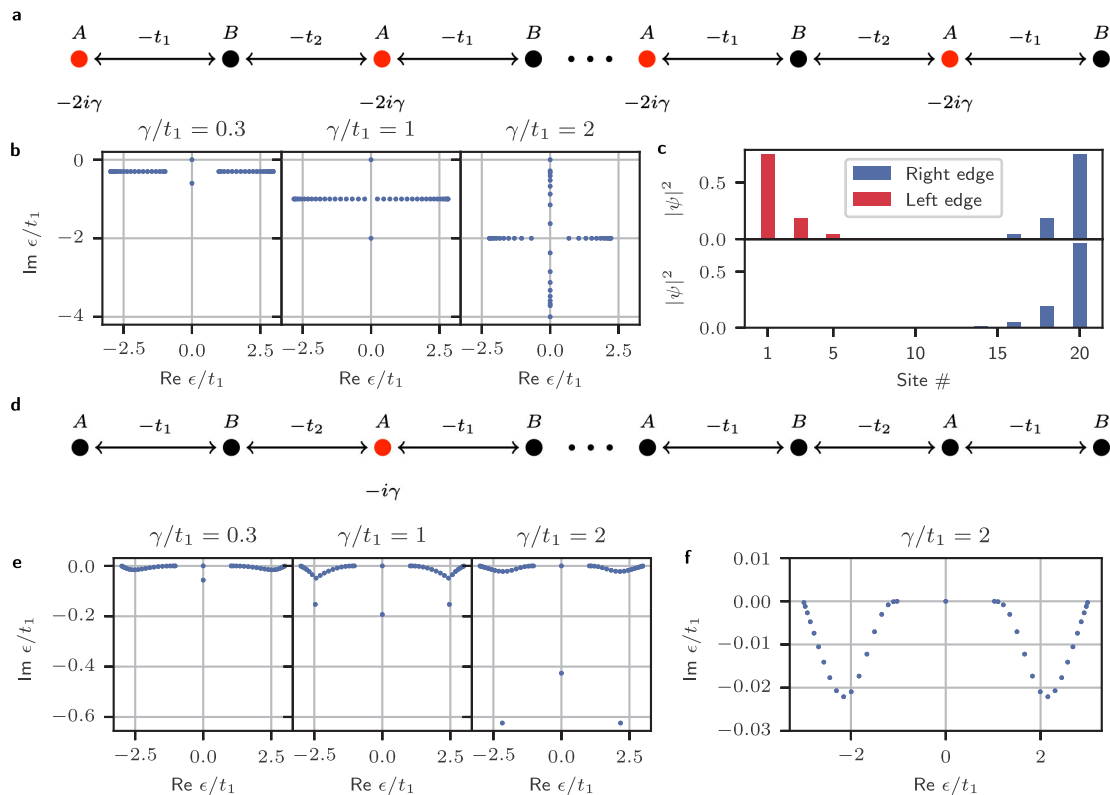 a
A B A B A B A B
−t₁ −t₂ −t₁ −t₁ −t₂ −t₁
−2iγ −2iγ −2iγ −2iγ
b
γ/t₁ = 0.3 γ/t₁ = 1 γ/t₁ = 2
Im ϵ/t₁
0
−2
−4
−2.5 0.0 2.5 −2.5 0.0 2.5 −2.5 0.0 2.5
Re ϵ/t₁ Re ϵ/t₁ Re ϵ/t₁
c
Right edge
Left edge
|ψ|²
0.5
0.0
|ψ|²
0.5
0.0
1 5 10 15 20
Site #
d
A B A B A B A B
−t₁ −t₂ −t₁ −t₁ −t₂ −t₁
−iγ
e
γ/t₁ = 0.3 γ/t₁ = 1 γ/t₁ = 2
Im ϵ/t₁
0.0
−0.2
−0.4
−0.6
−2.5 0.0 2.5 −2.5 0.0 2.5 −2.5 0.0 2.5
Re ϵ/t₁ Re ϵ/t₁ Re ϵ/t₁
f
γ/t₁ = 2
Im ϵ/t₁
0.01
0.00
−0.01
−0.02
−0.03
−2 0 2
Re ϵ/t₁